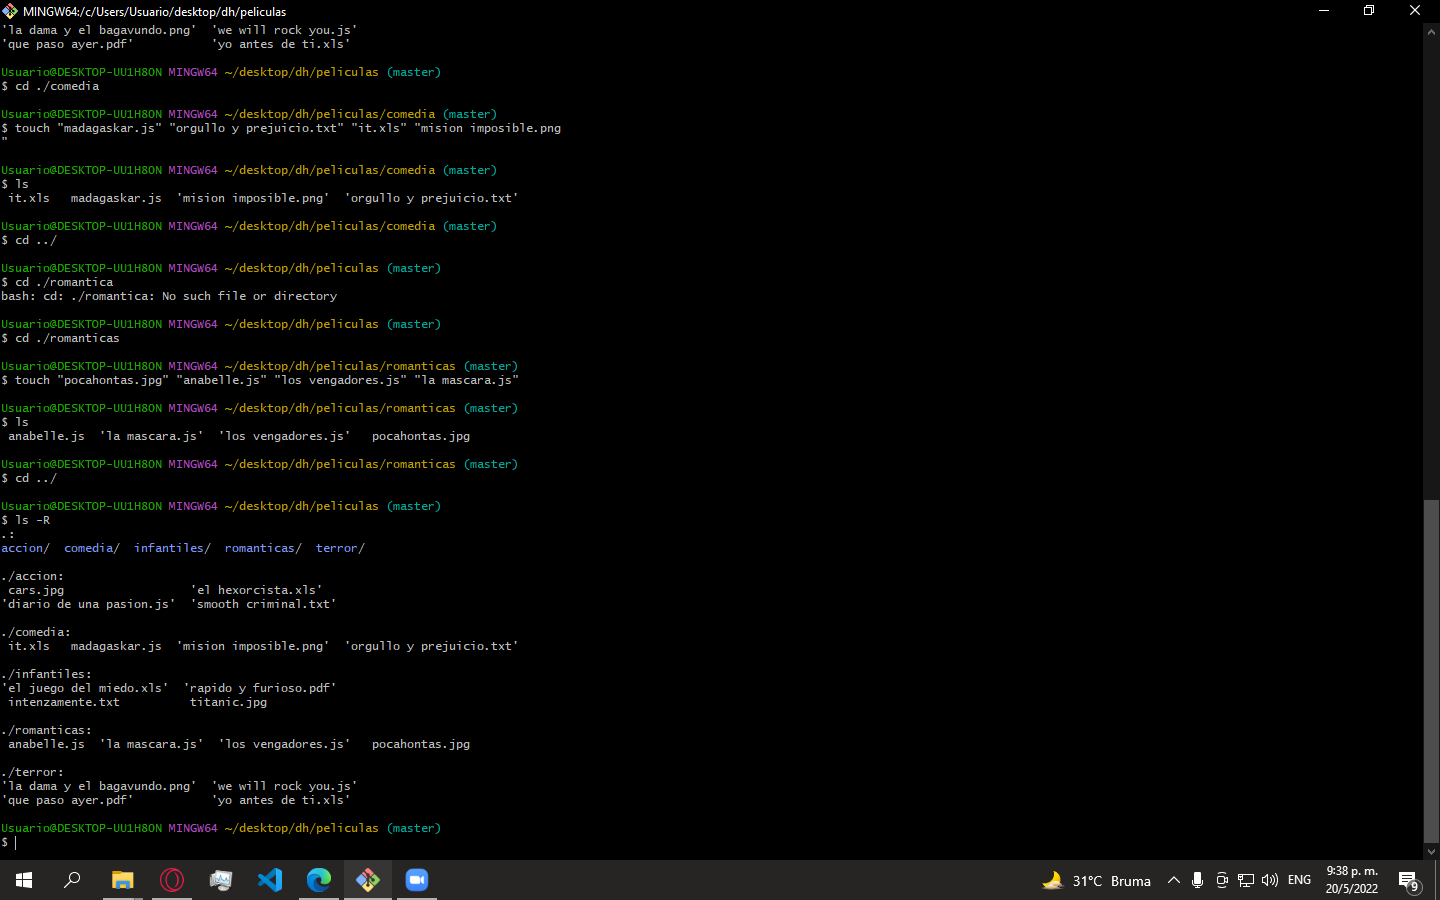 MINGW64:/c/Users/Usuario/desktop/dh/peliculas
'la dama y el bagavundo.png'  'we will rock you.js'
'que paso ayer.pdf'           'yo antes de ti.xls'
Usuario@DESKTOP-UU1H8ON MINGW64 ~/desktop/dh/peliculas (master)
$ cd ./comedia
Usuario@DESKTOP-UU1H8ON MINGW64 ~/desktop/dh/peliculas/comedia (master)
$ touch "madagaskar.js" "orgullo y prejuicio.txt" "it.xls" "mision imposible.png
"
Usuario@DESKTOP-UU1H8ON MINGW64 ~/desktop/dh/peliculas/comedia (master)
$ ls
 it.xls   madagaskar.js  'mision imposible.png'  'orgullo y prejuicio.txt'
Usuario@DESKTOP-UU1H8ON MINGW64 ~/desktop/dh/peliculas/comedia (master)
$ cd ../
Usuario@DESKTOP-UU1H8ON MINGW64 ~/desktop/dh/peliculas (master)
$ cd ./romantica
bash: cd: ./romantica: No such file or directory
Usuario@DESKTOP-UU1H8ON MINGW64 ~/desktop/dh/peliculas (master)
$ cd ./romanticas
Usuario@DESKTOP-UU1H8ON MINGW64 ~/desktop/dh/peliculas/romanticas (master)
$ touch "pocahontas.jpg" "anabelle.js" "los vengadores.js" "la mascara.js"
Usuario@DESKTOP-UU1H8ON MINGW64 ~/desktop/dh/peliculas/romanticas (master)
$ ls
 anabelle.js  'la mascara.js'  'los vengadores.js'   pocahontas.jpg
Usuario@DESKTOP-UU1H8ON MINGW64 ~/desktop/dh/peliculas/romanticas (master)
$ cd ../
Usuario@DESKTOP-UU1H8ON MINGW64 ~/desktop/dh/peliculas (master)
$ ls -R
.:
accion/  comedia/  infantiles/  romanticas/  terror/
./accion:
 cars.jpg                  'el hexorcista.xls'
'diario de una pasion.js'  'smooth criminal.txt'
./comedia:
 it.xls   madagaskar.js  'mision imposible.png'  'orgullo y prejuicio.txt'
./infantiles:
'el juego del miedo.xls'  'rapido y furioso.pdf'
 intenzamente.txt          titanic.jpg
./romanticas:
 anabelle.js  'la mascara.js'  'los vengadores.js'   pocahontas.jpg
./terror:
'la dama y el bagavundo.png'  'we will rock you.js'
'que paso ayer.pdf'           'yo antes de ti.xls'
Usuario@DESKTOP-UU1H8ON MINGW64 ~/desktop/dh/peliculas (master)
$
31°C Bruma
ENG
9:38 p. m.
20/5/2022
9